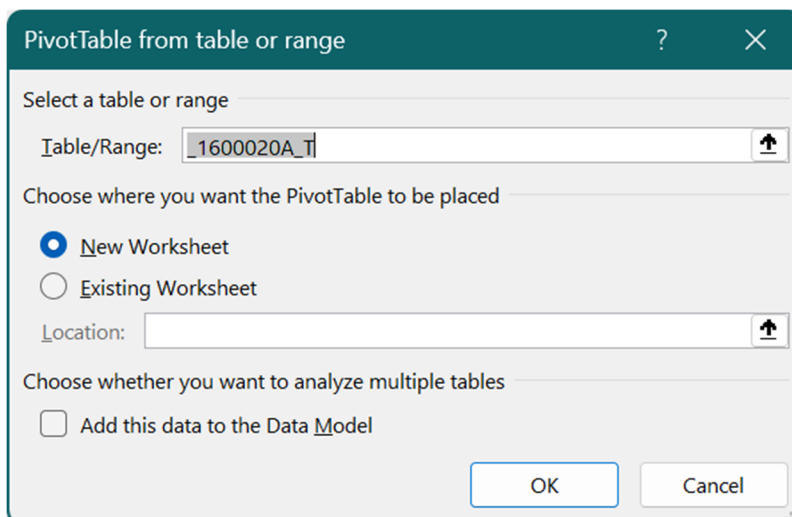 PivotTable from table or range ?
Select a table or range
Table/Range: _1600020A_T
Choose where you want the PivotTable to be placed
New Worksheet
Existing Worksheet
Location:
Choose whether you want to analyze multiple tables
Add this data to the Data Model
OK Cancel